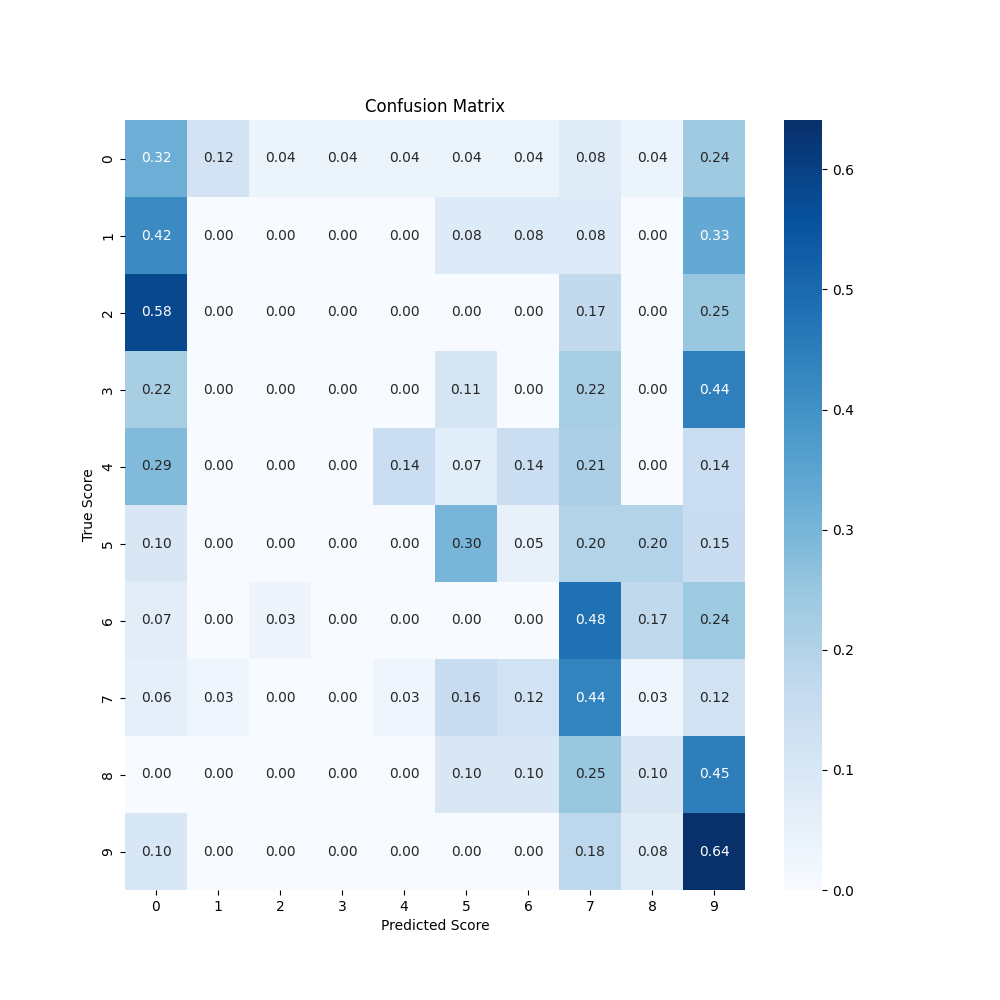 Confusion Matrix
0 0.32 0.12 0.04 0.04 0.04 0.04 0.04 0.08 0.04 0.24
1 0.42 0.00 0.00 0.00 0.00 0.08 0.08 0.08 0.00 0.33
2 0.58 0.00 0.00 0.00 0.00 0.00 0.00 0.17 0.00 0.25
3 0.22 0.00 0.00 0.00 0.00 0.11 0.00 0.22 0.00 0.44
4 0.29 0.00 0.00 0.00 0.14 0.07 0.14 0.21 0.00 0.14
5 0.10 0.00 0.00 0.00 0.00 0.30 0.05 0.20 0.20 0.15
6 0.07 0.00 0.03 0.00 0.00 0.00 0.00 0.48 0.17 0.24
7 0.06 0.03 0.00 0.00 0.03 0.16 0.12 0.44 0.03 0.12
8 0.00 0.00 0.00 0.00 0.00 0.10 0.10 0.25 0.10 0.45
9 0.10 0.00 0.00 0.00 0.00 0.00 0.00 0.18 0.08 0.64
0 1 2 3 4 5 6 7 8 9
Predicted Score
True Score
0.6
0.5
0.4
0.3
0.2
0.1
0.0